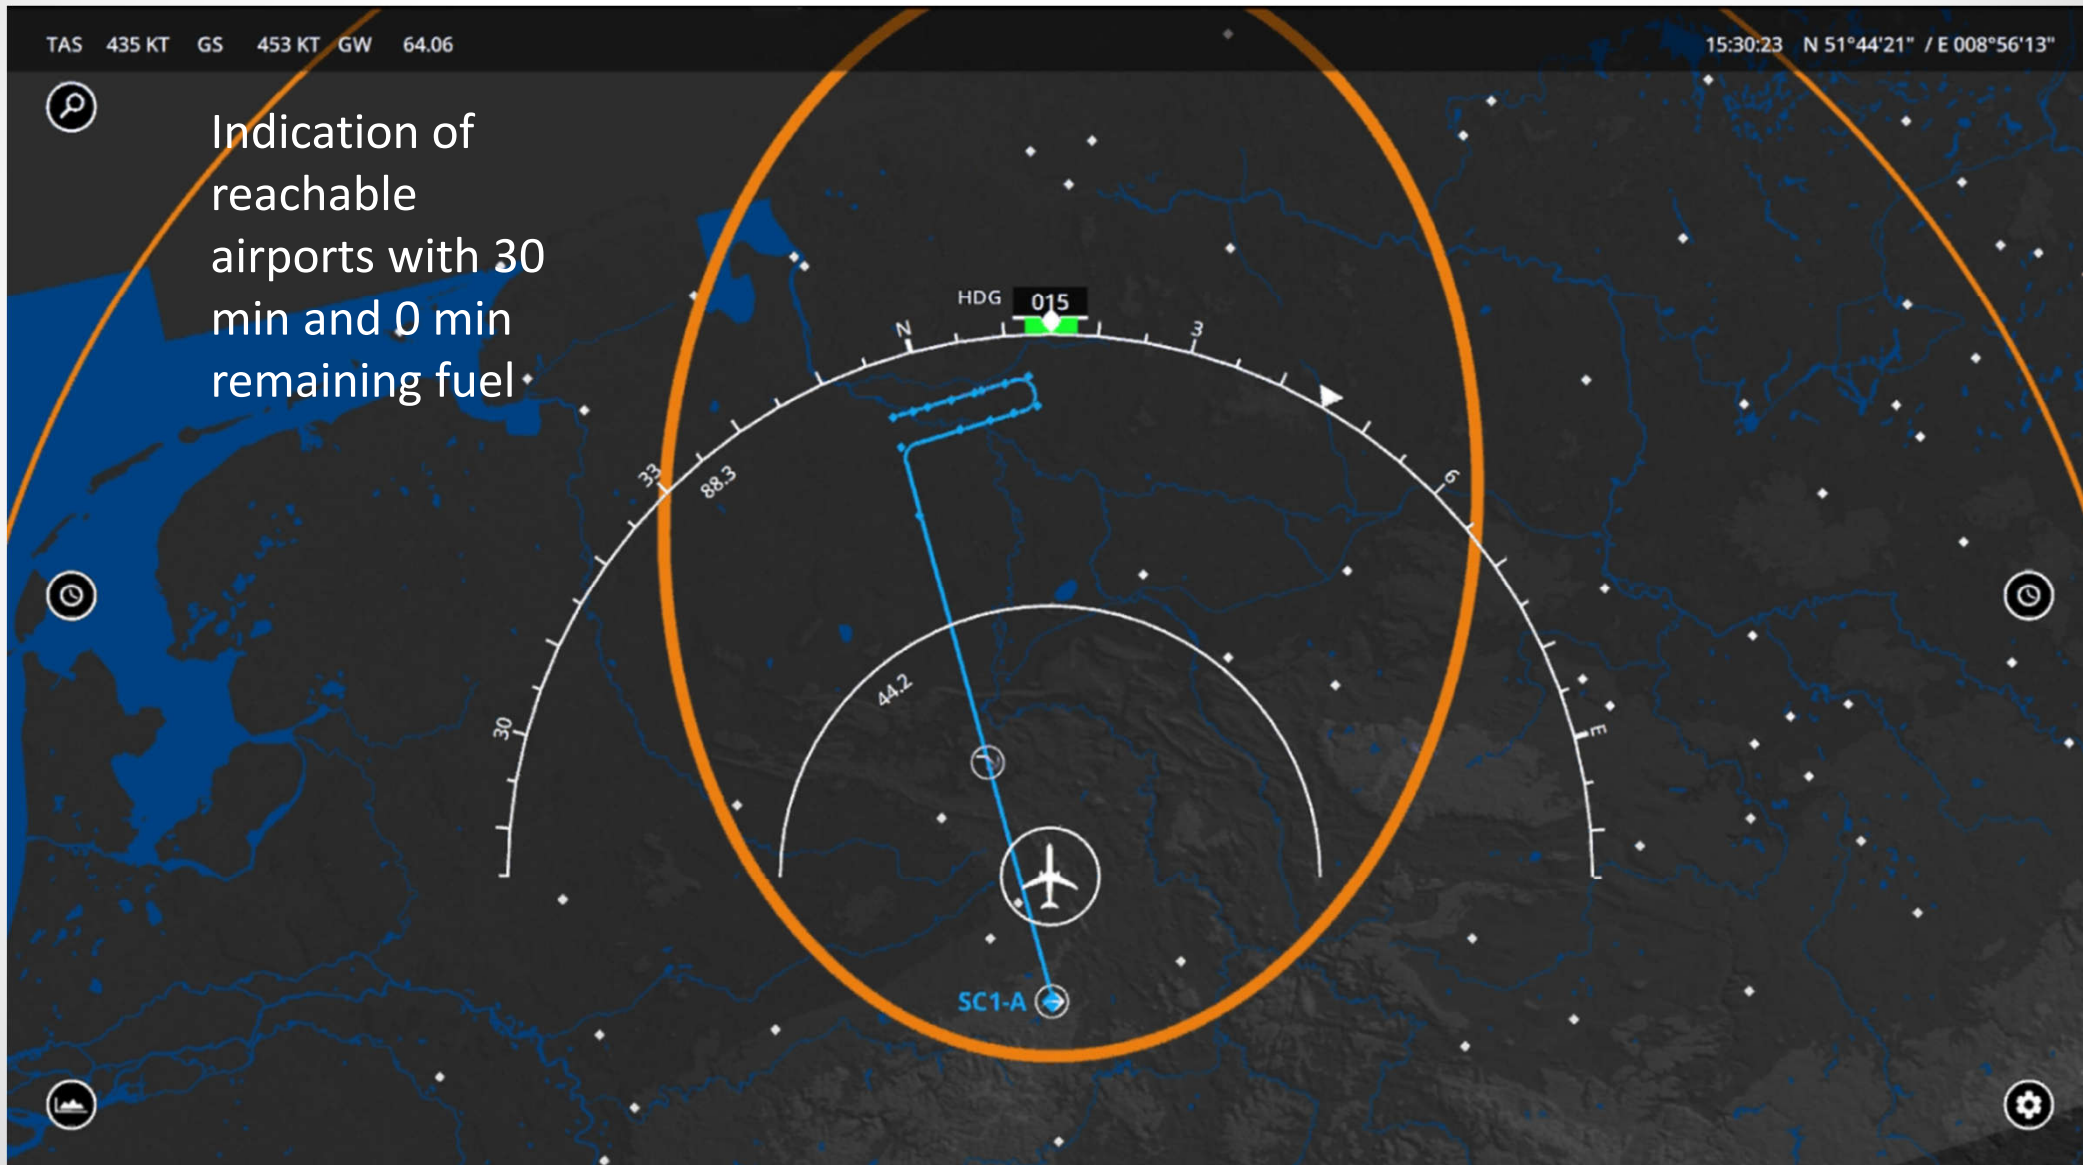 TAS 435 KT GS 453 KT GW 64.06
15:30:23 N 51°44'21" / E 008°56'13"
Indication of
reachable
airports with 30
min and 0 min
remaining fuel
HDG 015
N
3
33
88.3
6
44.2
30
E
SC1-A